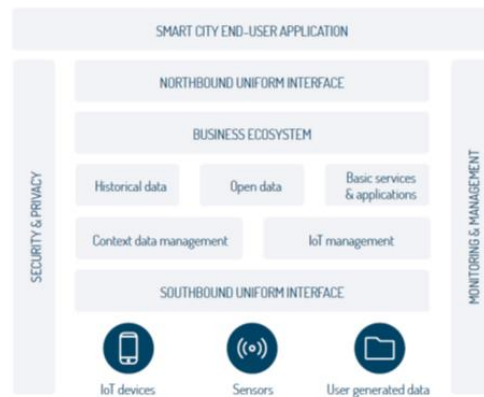 SMART CITY END-USER APPLICATION
SECURITY & PRIVACY
NORTHBOUND UNIFORM INTERFACE
BUSINESS ECOSYSTEM
Historical data
Open data
Basic services
& applications
Context data management
IoT management
SOUTHBOUND UNIFORM INTERFACE
IoT devices
Sensors
User generated data
MONITORING & MANAGEMENT